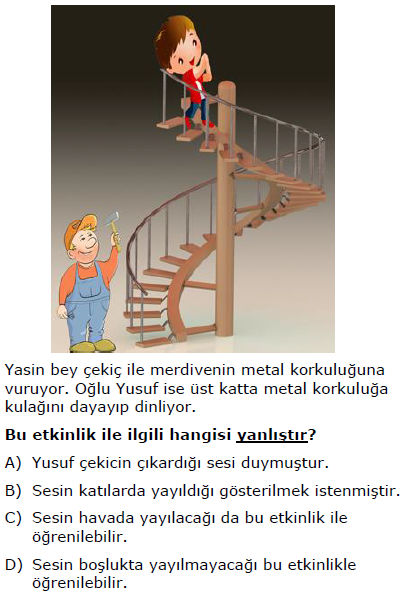 Yasin bey çekiç ile merdivenin metal korkuluğuna
vuruyor. Oğlu Yusuf ise üst katta metal korkuluğa
kulağını dayayıp dinliyor.
Bu etkinlik ile ilgili hangisi yanlıştır?
A) Yusuf çekicin çıkardığı sesi duymuştur.
B) Sesin katılarda yayıldığı gösterilmek istenmiştir.
C) Sesin havada yayılacağı da bu etkinlik ile
öğrenilebilir.
D) Sesin boşlukta yayılmayacağı bu etkinlikle
öğrenilebilir.